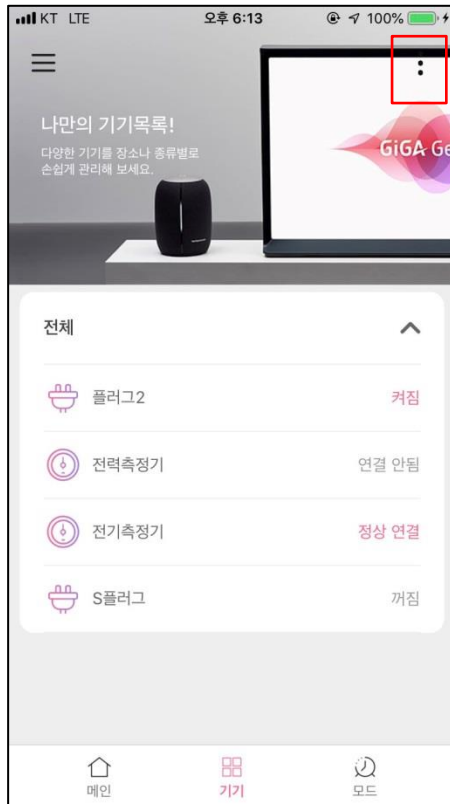 KT LTE 오후 6:13 100%
나만의 기기목록!
다양한 기기를 장소나 종류별로
손쉽게 관리해 보세요.
GiGA Ge
전체
플러그2 켜짐
전력측정기 연결 안됨
전기측정기 정상 연결
S플러그 꺼짐
메인 기기 모드